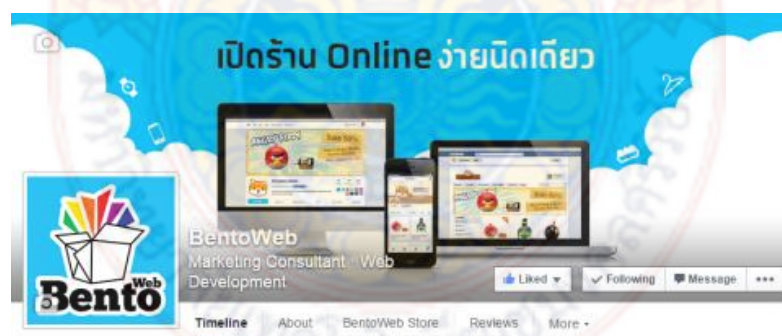 เปิดร้าน Online ง่ายนิดเดียว
BentoWeb
Marketing Consultant · Web
Development
Bento Web
Liked
Following
Message
Timeline
About
BentoWeb Store
Reviews
More